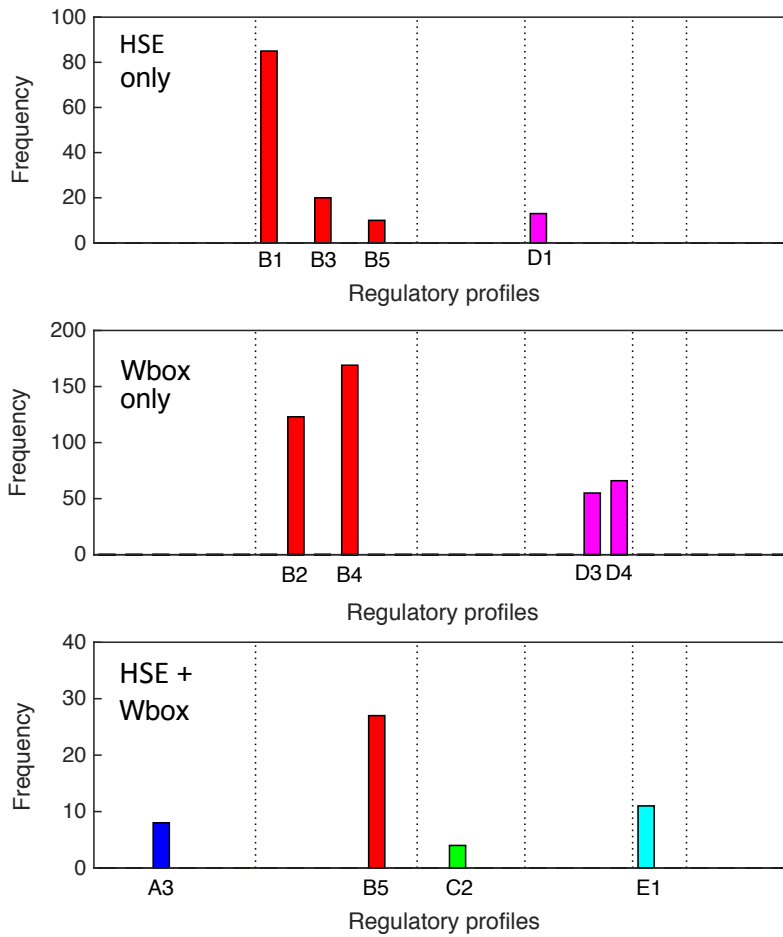 100
80
60
40
20
0
Frequency
HSE
only
B1 B3 B5 D1
Regulatory profiles
200
150
100
50
0
Frequency
Wbox
only
B2 B4 D3 D4
Regulatory profiles
40
30
20
10
0
Frequency
HSE +
Wbox
A3 B5 C2 E1
Regulatory profiles